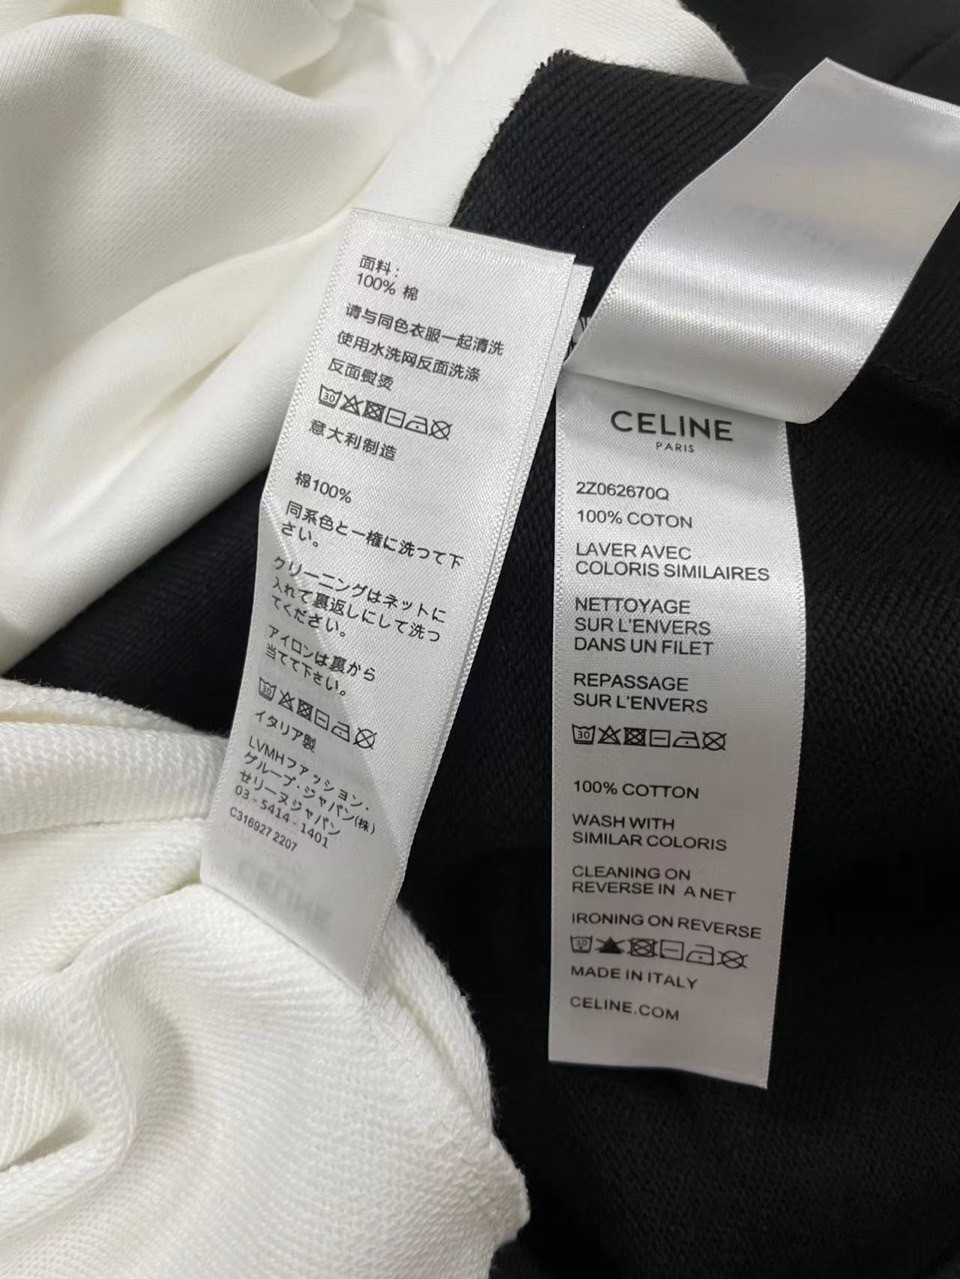 面料：
100% 棉
请与同色衣服一起清洗
使用水洗网反面洗涤
反面熨烫
30
意大利制造
棉100%
同系色と一権に洗つて下
さい。
クリーニングはネットに
入れて裏返しにして洗つ
てください。
アイロンは裏から
当てて下さい。
30
イタリア製
LVMHファッション・
グループ・ジャパン(株)
せリーヌジャパン
03-5414-1401
C316927 2207
CELINE
PARIS
2Z062670Q
100% COTON
LAVER AVEC
COLORIS SIMILAIRES
NETTOYAGE
SUR L'ENVERS
DANS UN FILET
REPASSAGE
SUR L'ENVERS
30
100% COTTON
WASH WITH
SIMILAR COLORIS
CLEANING ON
REVERSE IN A NET
IRONING ON REVERSE
30
MADE IN ITALY
CELINE.COM